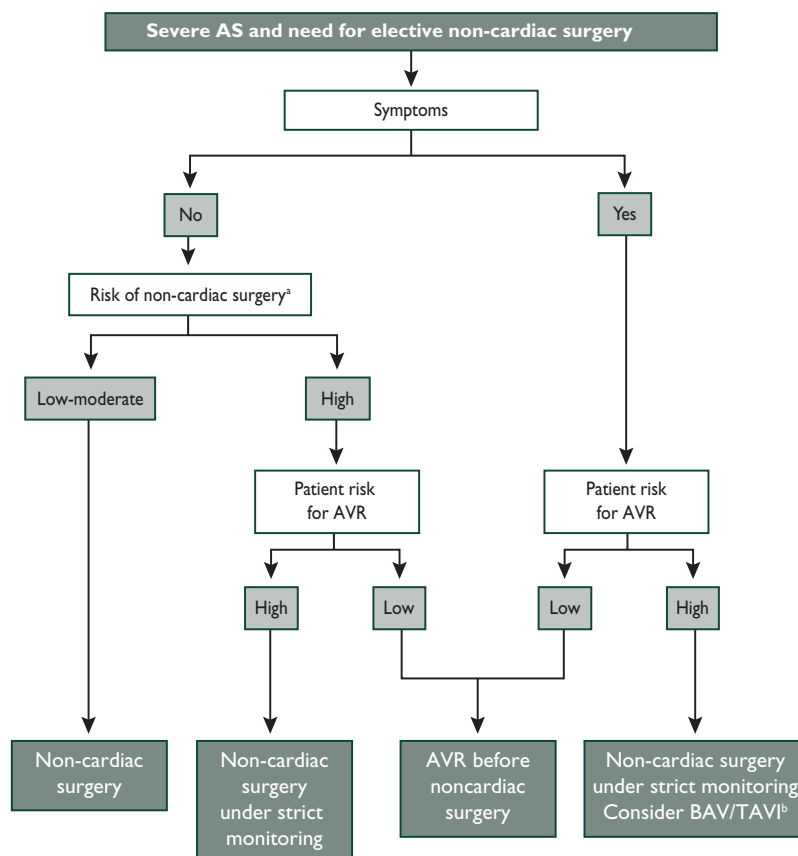 Severe AS and need for elective non-cardiac surgery
Symptoms
No
Yes
Risk of non-cardiac surgeryᵃ
Low-moderate
High
Patient risk
for AVR
Patient risk
for AVR
High
Low
Low
High
Non-cardiac
surgery
Non-cardiac
surgery
under strict
monitoring
AVR before
noncardiac
surgery
Non-cardiac surgery
under strict monitoring
Consider BAV/TAVIᵇ